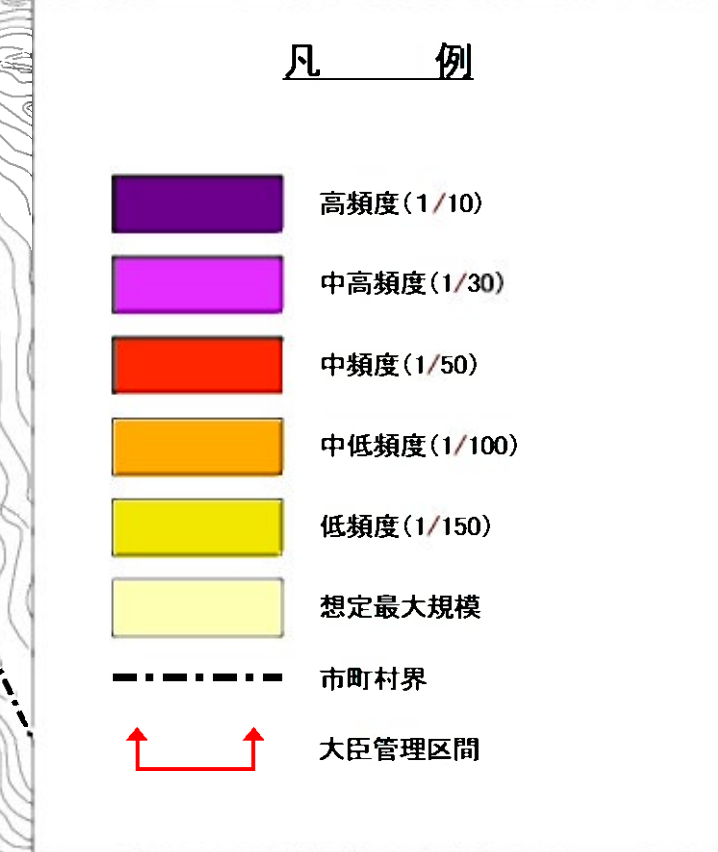 凡　例
高頻度(1/10)
中高頻度(1/30)
中頻度(1/50)
中低頻度(1/100)
低頻度(1/150)
想定最大規模
市町村界
大臣管理区間